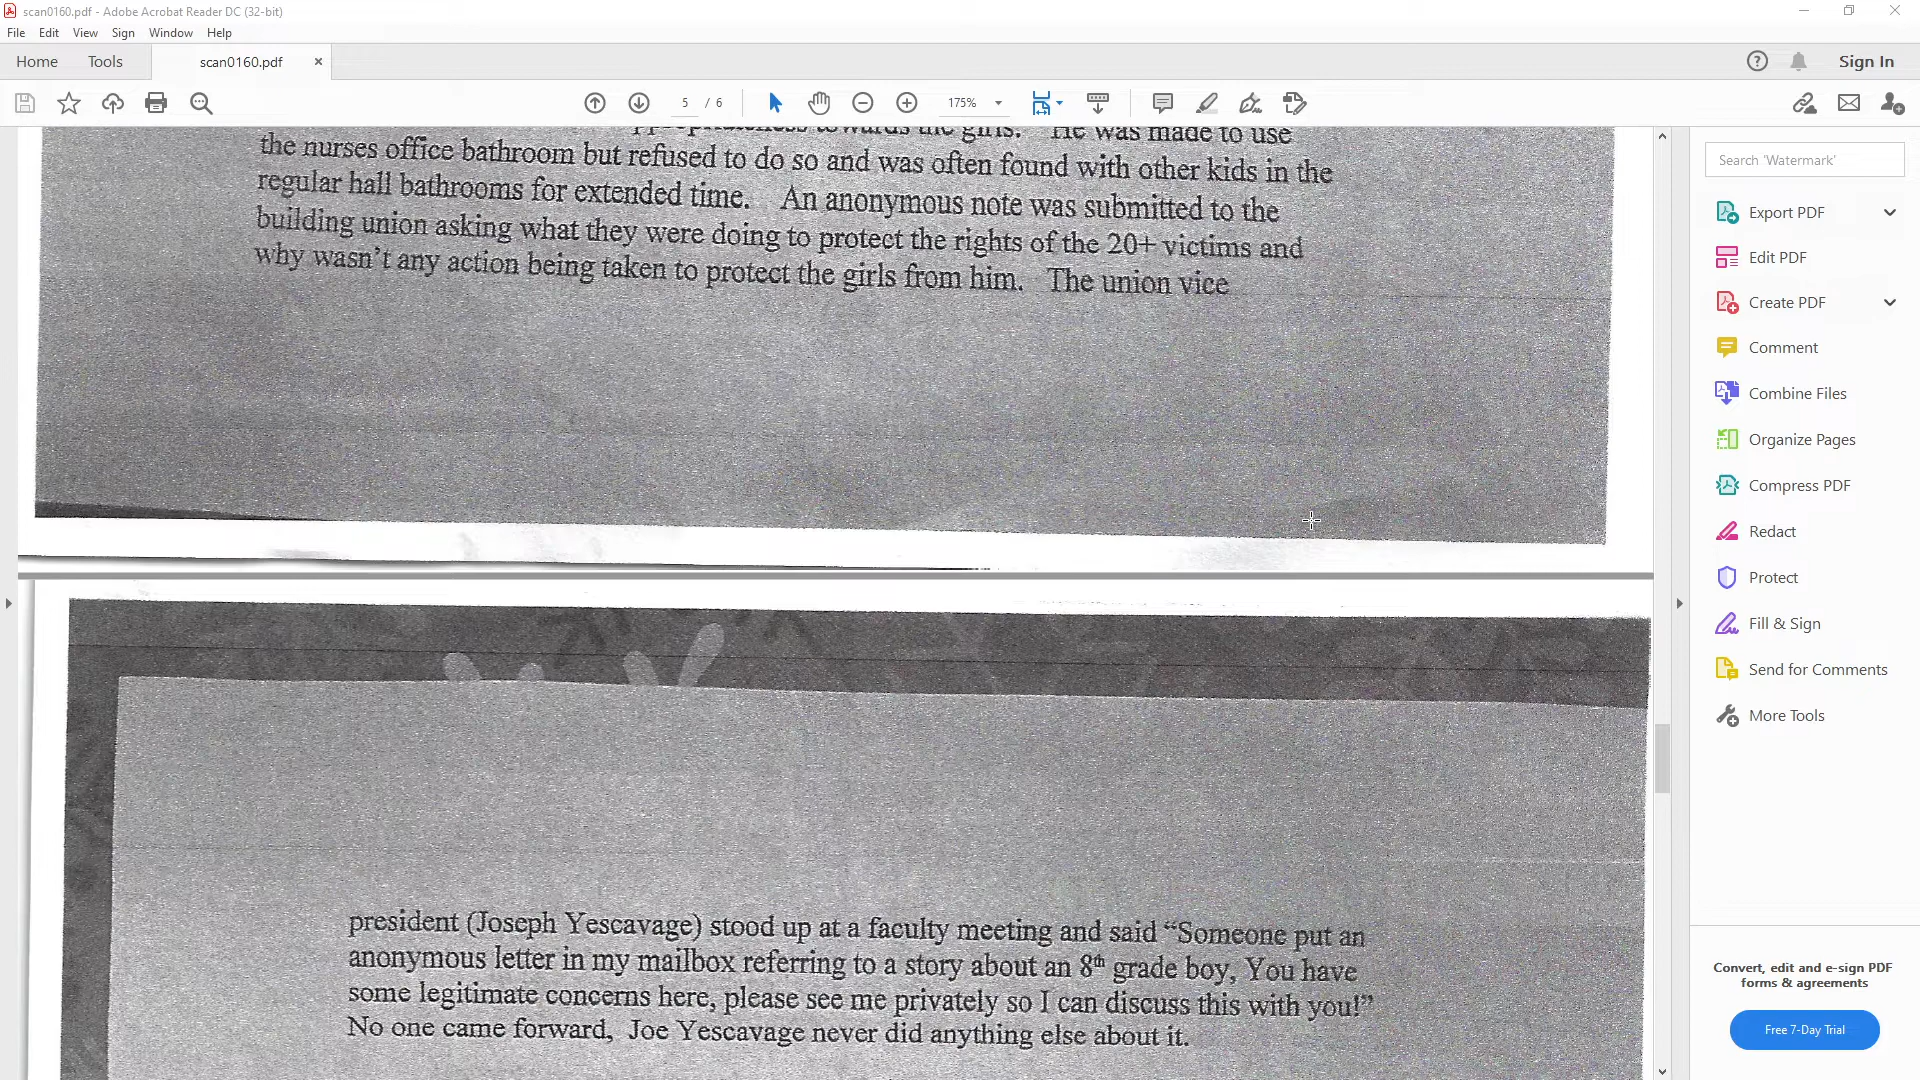 scan0160.pdf - Adobe Acrobat Reader DC (32-bit)
File Edit View Sign Window Help
Home Tools scan0160.pdf × Sign In
5 / 6 175%
towards the girls. He was made to use
the nurses office bathroom but refused to do so and was often found with other kids in the
regular hall bathrooms for extended time. An anonymous note was submitted to the
building union asking what they were doing to protect the rights of the 20+ victims and
why wasn't any action being taken to protect the girls from him. The union vice
president (Joseph Yescavage) stood up at a faculty meeting and said “Someone put an
anonymous letter in my mailbox referring to a story about an 8th grade boy, You have
some legitimate concerns here, please see me privately so I can discuss this with you!”
No one came forward, Joe Yescavage never did anything else about it.
Search 'Watermark'
Export PDF
Edit PDF
Create PDF
Comment
Combine Files
Organize Pages
Compress PDF
Redact
Protect
Fill & Sign
Send for Comments
More Tools
Convert, edit and e-sign PDF
forms & agreements
Free 7-Day Trial